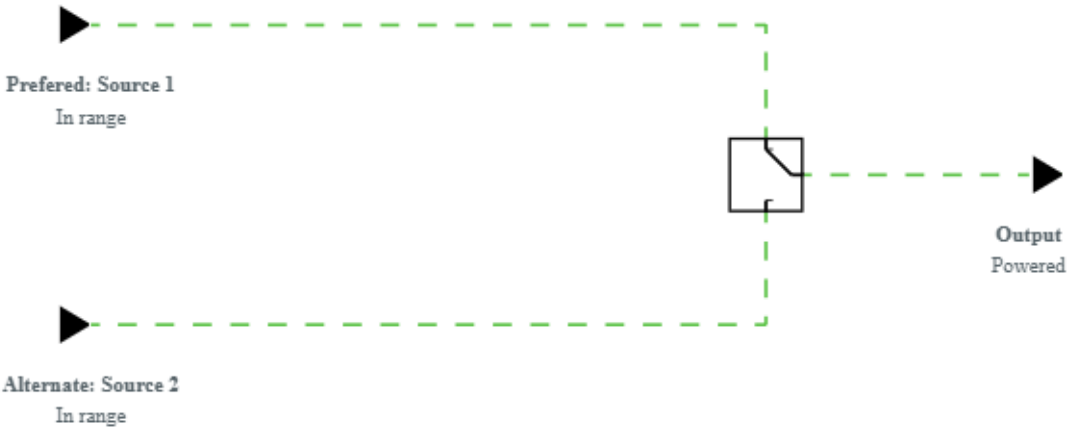 Prefered: Source 1
In range
Output
Powered
Alternate: Source 2
In range